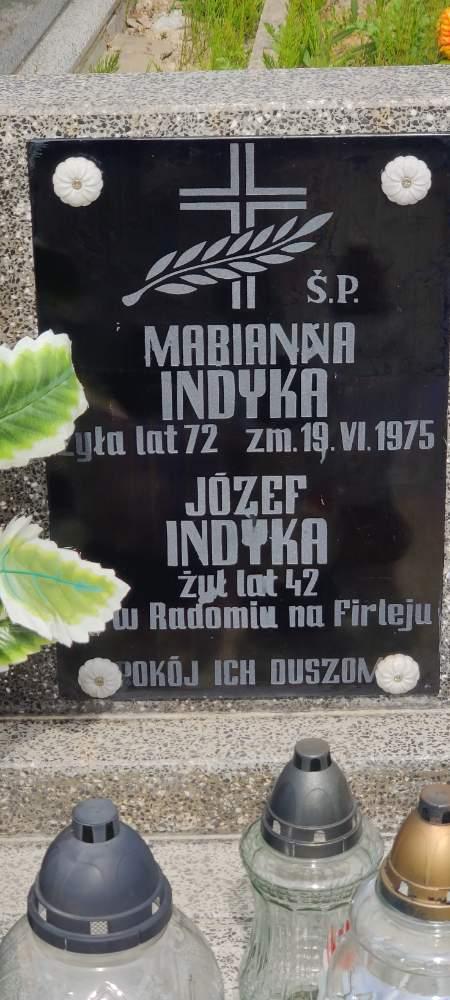 Ś.P.
MARIANNA
INDYKA
żyła lat 72 zm. 19. VI. 1975
JÓZEF
INDYKA
żył lat 42
w Radomiu na Firleju
POKÓJ ICH DUSZOM